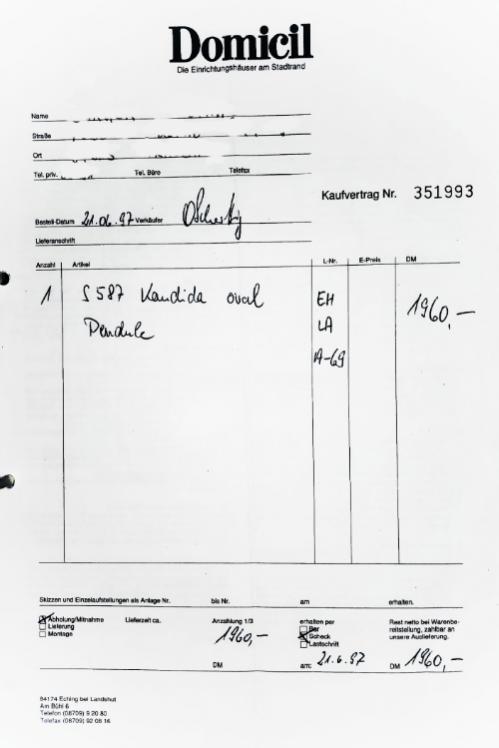 Domicil
Die Einrichtungshäuser am Stadtrand
Name
Straße
Ort
Tel. priv. Tel. Büro Telefax
Kaufvertrag Nr. 351993
Bestell-Datum 21.06.97 Verkäufer
Lieferanschrift
Anzahl Artikel L-Nr. E-Preis DM
1 S 587 Kandida oval EH 1960,-
Pendule LA
IA-69
Skizzen und Einzelaufstellungen als Anlage Nr. bis Nr. am erhalten.
Abholung/Mitnahme Lieferzeit ca. Anzahlung 1/3 erhalten per Rest netto bei Warenbe-
Lieferung 1960,- Bar reitstellung, zahlbar an
Montage Scheck unsere Auslieferung.
Lastschrift
DM am: 21.6.97 DM 1960,-
84174 Eching bei Landshut
Am Bühl 6
Telefon (08709) 9 20 80
Telefax (08709) 92 08 16